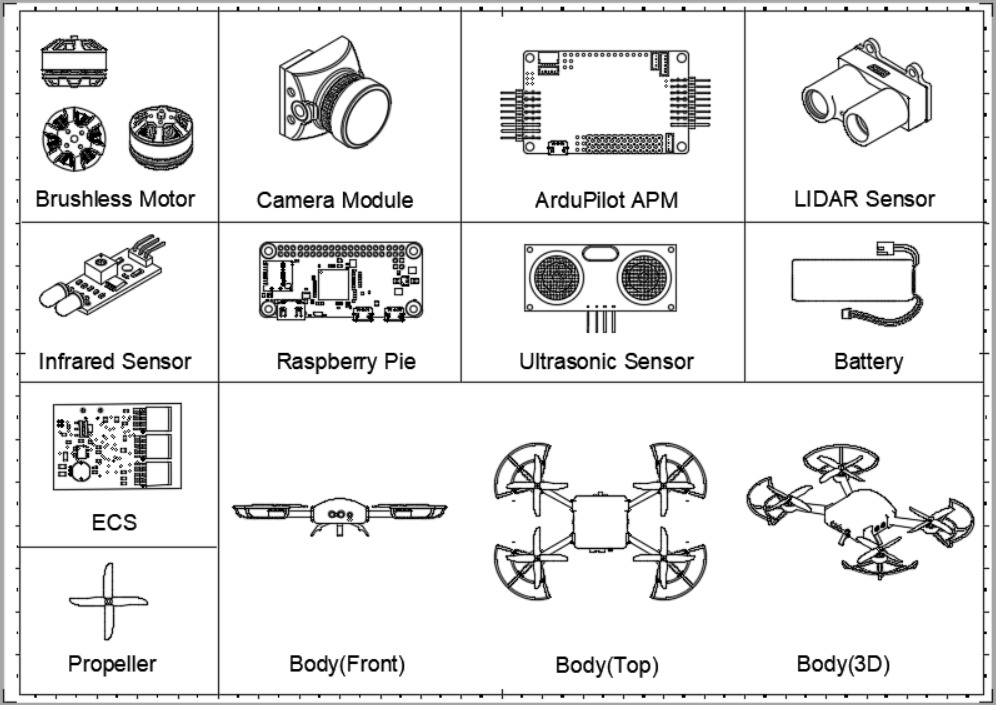 Brushless Motor
Camera Module
ArduPilot APM
LIDAR Sensor
Infrared Sensor
Raspberry Pie
Ultrasonic Sensor
Battery
ECS
Propeller
Body(Front)
Body(Top)
Body(3D)